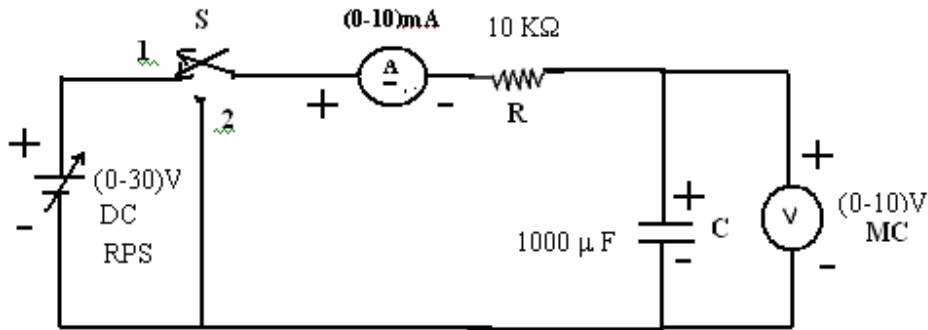 S
(0-10)mA
10 KΩ
1
A
+
-
R
2
+
(0-30)V
-
DC
RPS
+
C
1000 μ F
-
+
V
(0-10)V
MC
-